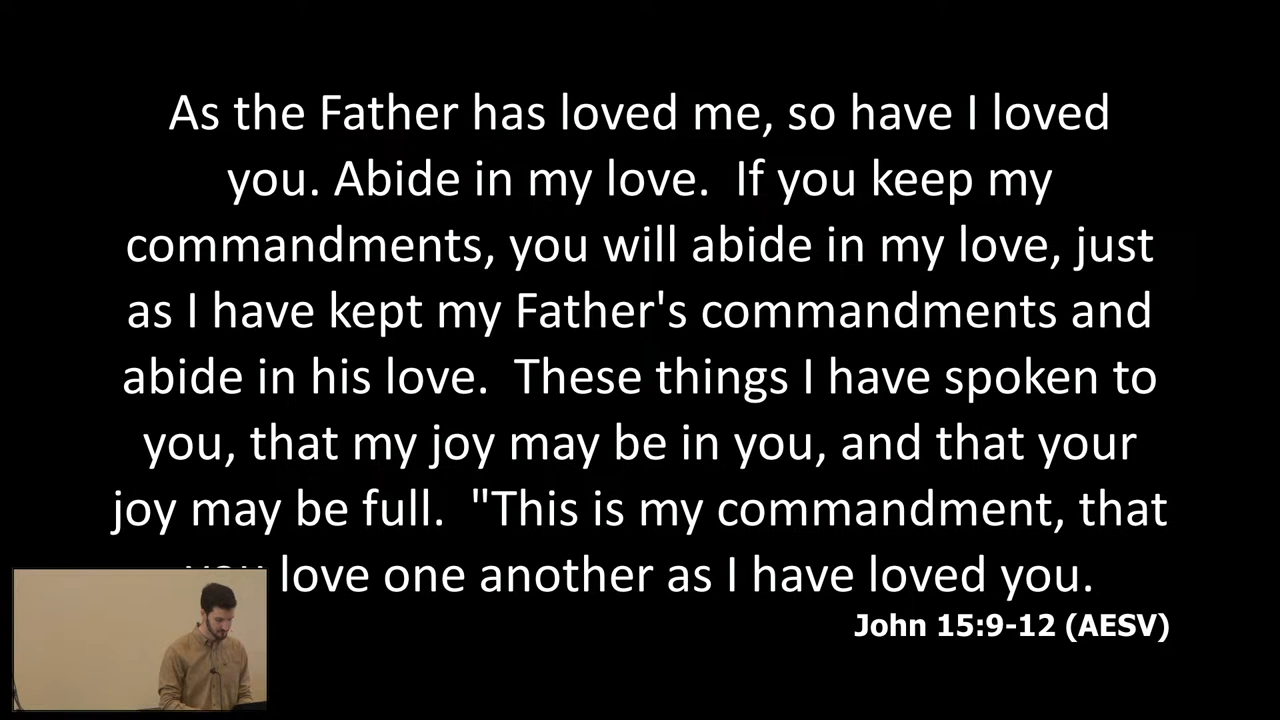 As the Father has loved me, so have I loved
you. Abide in my love.  If you keep my
commandments, you will abide in my love, just
as I have kept my Father's commandments and
abide in his love.  These things I have spoken to
you, that my joy may be in you, and that your
joy may be full.  "This is my commandment, that
you love one another as I have loved you.
John 15:9-12 (AESV)